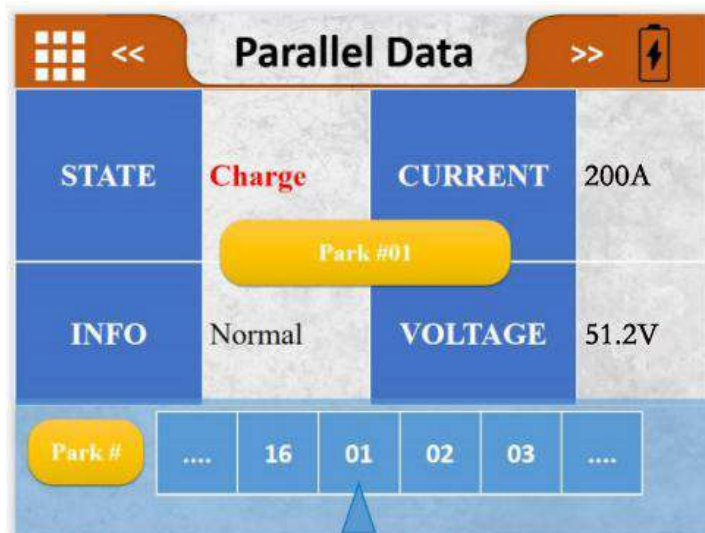 << Parallel Data >>
STATE Charge CURRENT 200A
Park #01
INFO Normal VOLTAGE 51.2V
Park # .... 16 01 02 03 ....